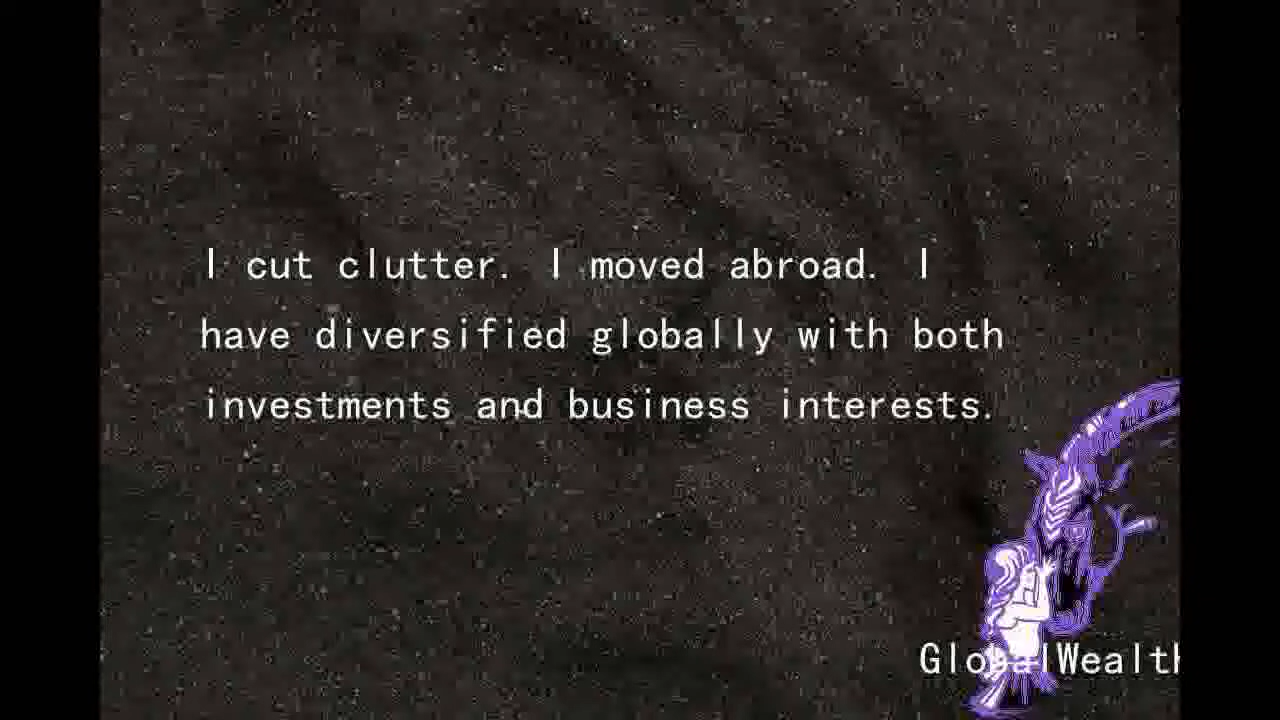 I cut clutter. I moved abroad. I
have diversified globally with both
investments and business interests.
GlobalWealth